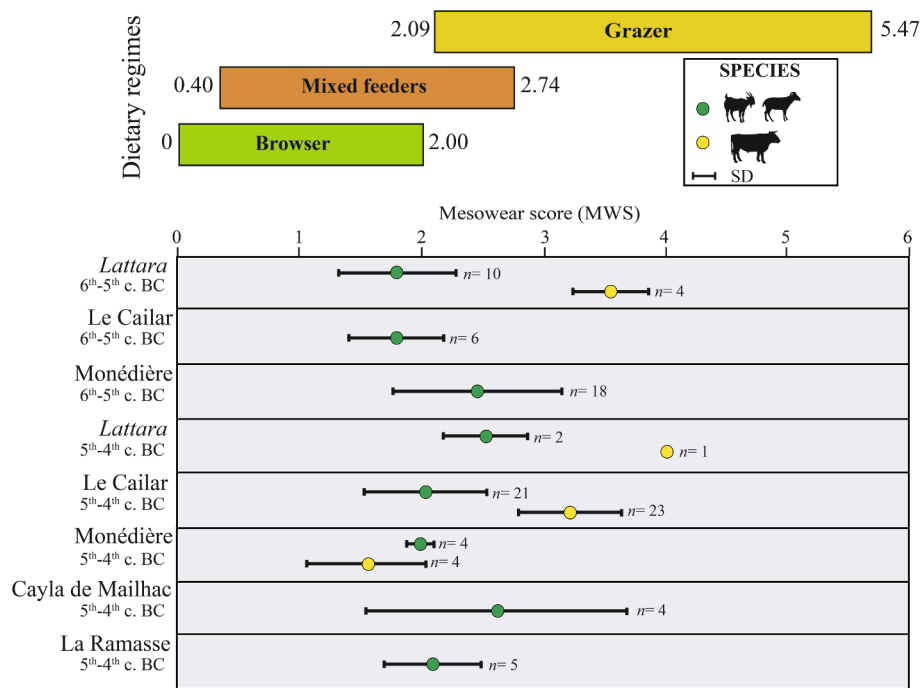 Dietary regimes
2.09 Grazer 5.47
0.40 Mixed feeders 2.74
0 Browser 2.00
SPECIES
SD
Mesowear score (MWS)
0 1 2 3 4 5 6
Lattara
6th-5th c. BC
n= 10
n= 4
Le Cailar
6th-5th c. BC
n= 6
Monédière
6th-5th c. BC
n= 18
Lattara
5th-4th c. BC
n= 2
n= 1
Le Cailar
5th-4th c. BC
n= 21
n= 23
Monédière
5th-4th c. BC
n= 4
n= 4
Cayla de Mailhac
5th-4th c. BC
n= 4
La Ramasse
5th-4th c. BC
n= 5